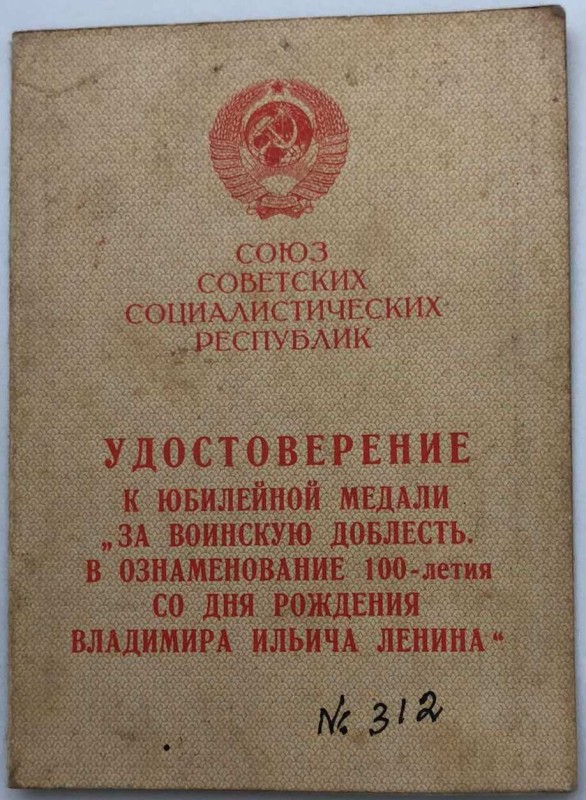 СОЮЗ
СОВЕТСКИХ
СОЦИАЛИСТИЧЕСКИХ
РЕСПУБЛИК
УДОСТОВЕРЕНИЕ
К ЮБИЛЕЙНОЙ МЕДАЛИ
„ЗА ВОИНСКУЮ ДОБЛЕСТЬ.
В ОЗНАМЕНОВАНИЕ 100-летия
СО ДНЯ РОЖДЕНИЯ
ВЛАДИМИРА ИЛЬИЧА ЛЕНИНА“
№ 312